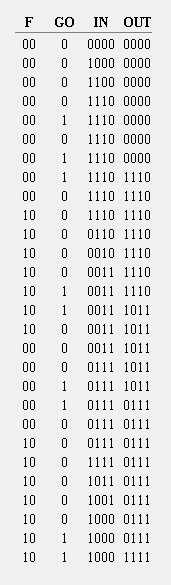 F GO IN OUT
00 0 0000 0000
00 0 1000 0000
00 0 1100 0000
00 0 1110 0000
00 1 1110 0000
00 0 1110 0000
00 1 1110 0000
00 1 1110 1110
00 0 1110 1110
10 0 1110 1110
10 0 0110 1110
10 0 0010 1110
10 0 0011 1110
10 1 0011 1110
10 1 0011 1011
10 0 0011 1011
00 0 0011 1011
00 0 0111 1011
00 1 0111 1011
00 1 0111 0111
00 0 0111 0111
10 0 0111 0111
10 0 1111 0111
10 0 1011 0111
10 0 1001 0111
10 0 1000 0111
10 1 1000 0111
10 1 1000 1111